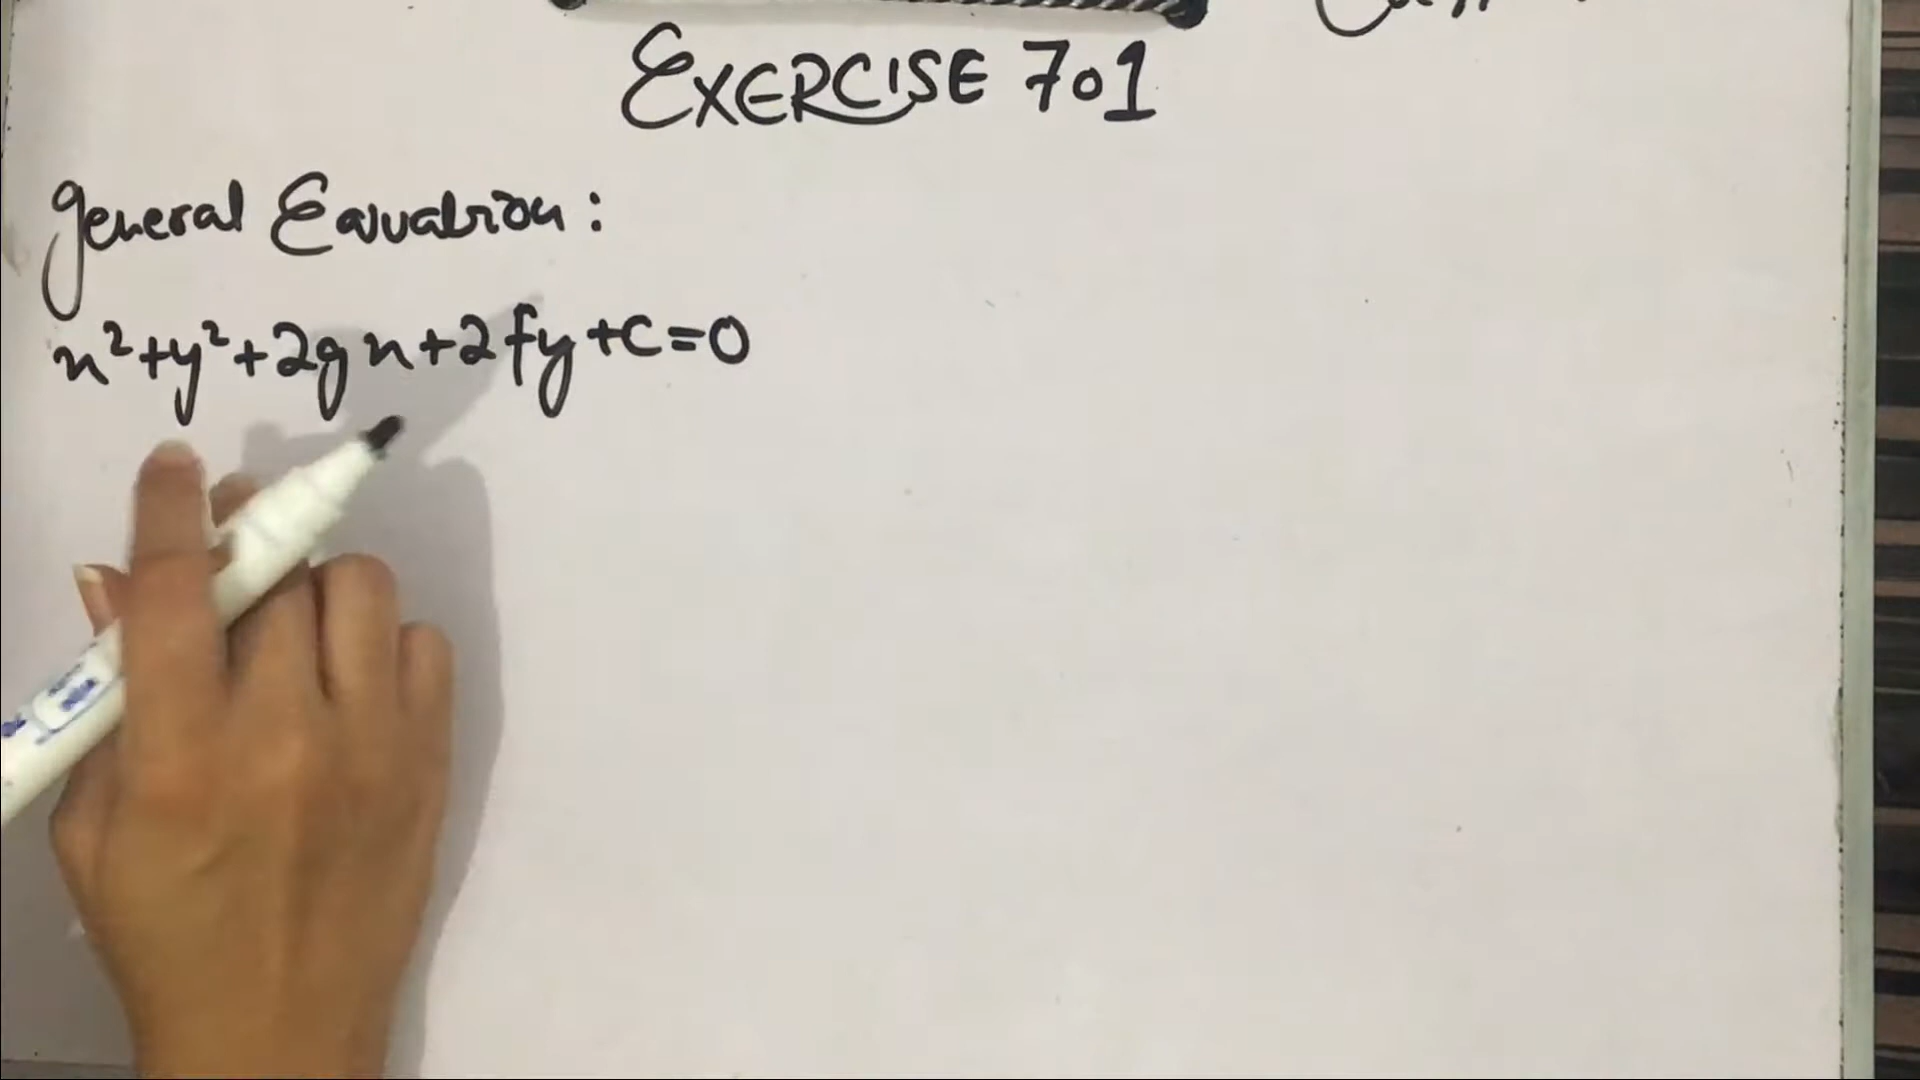 EXERCISE 7.1
General Equation:
x²+y²+2gx+2fy+c=0